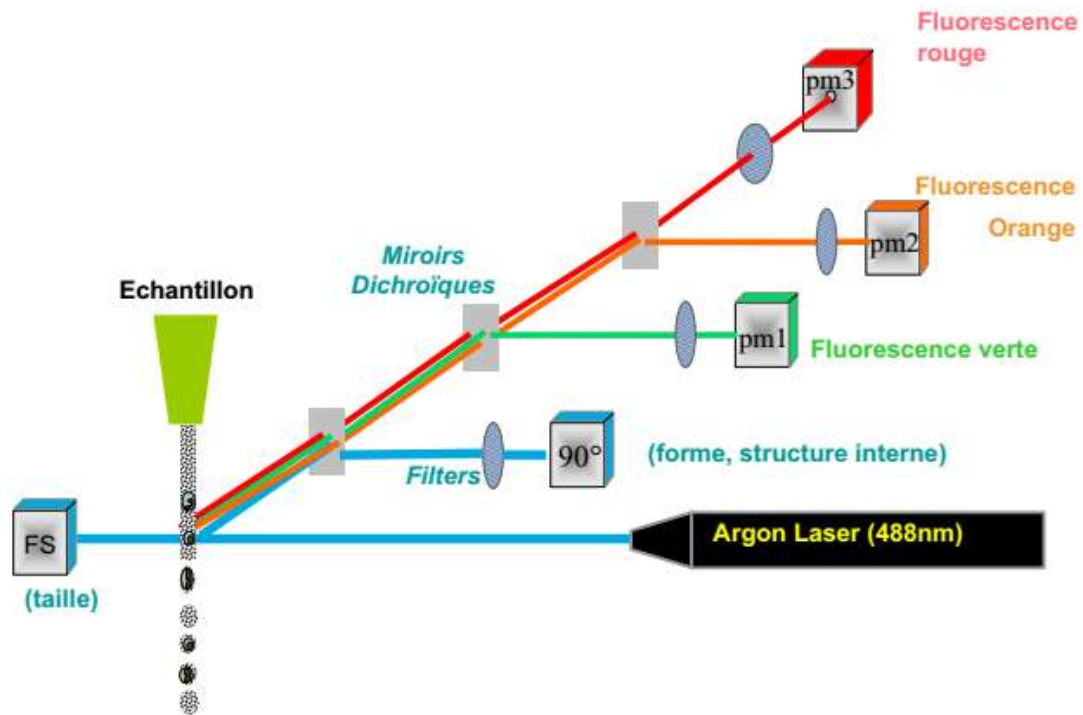 Fluorescence
rouge
pm3
Fluorescence
Orange
pm2
Miroirs
Dichroïques
Echantillon
pm1
Fluorescence verte
90°
(forme, structure interne)
Filters
FS
Argon Laser (488nm)
(taille)